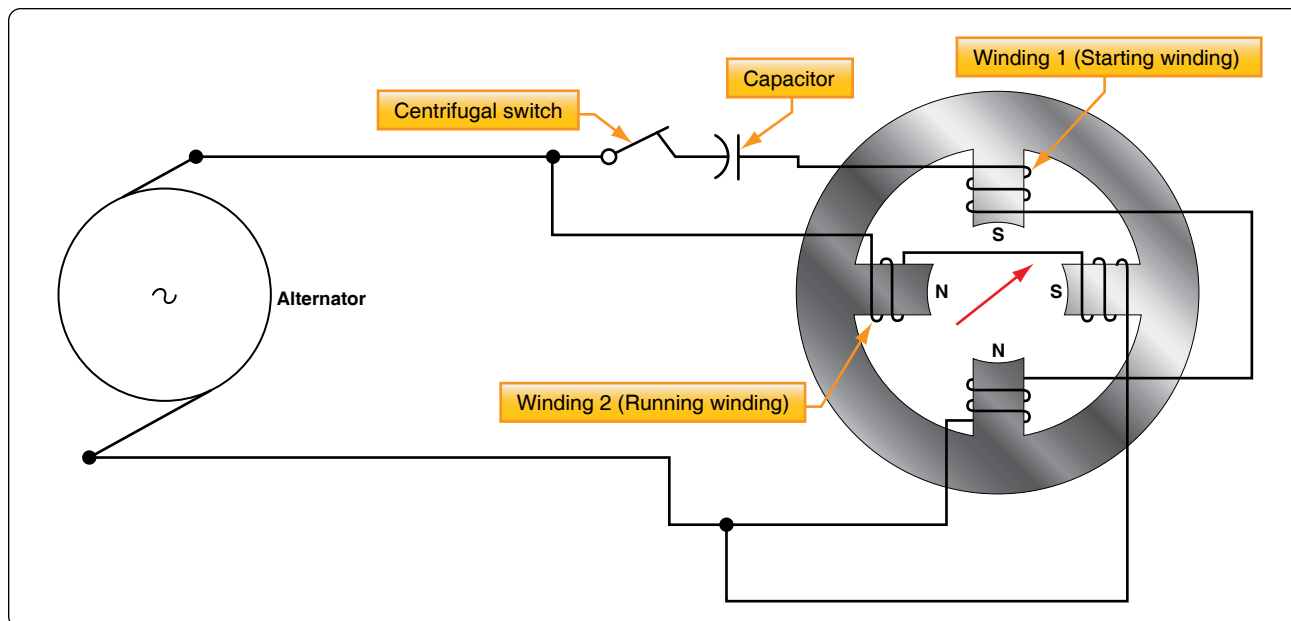 Winding 1 (Starting winding)
Capacitor
Centrifugal switch
S
Alternator
N
S
N
Winding 2 (Running winding)